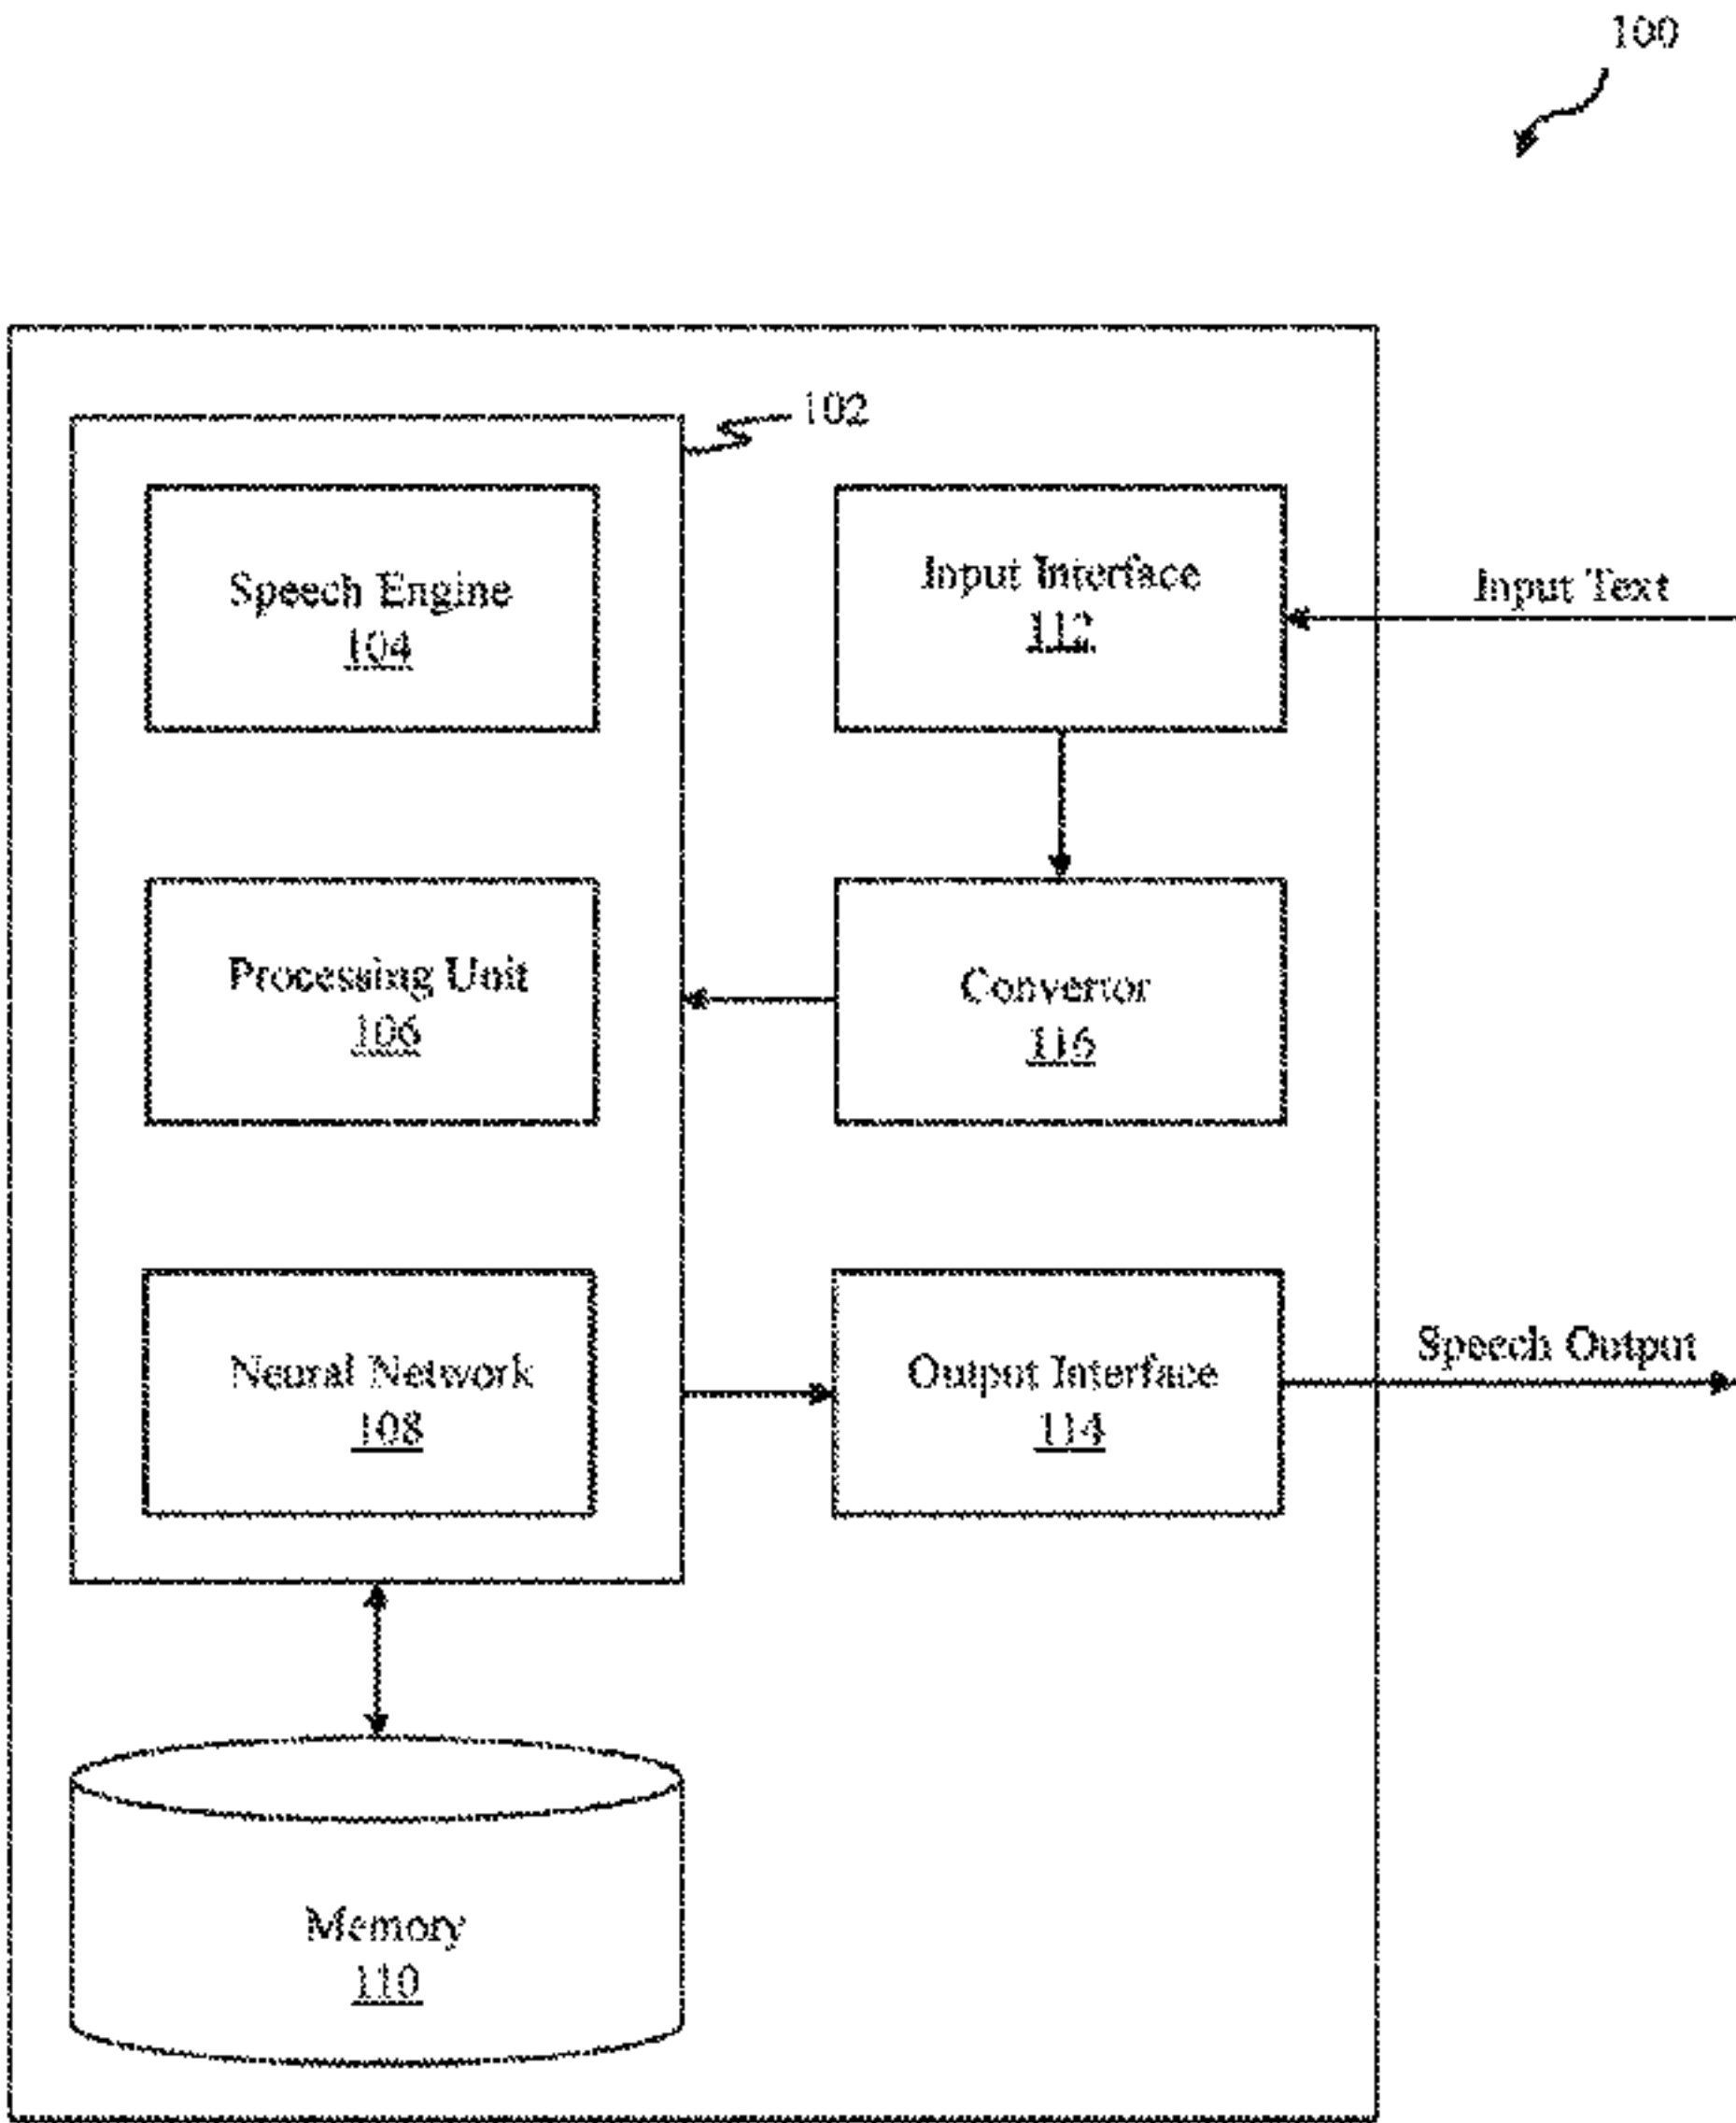 100
102
Speech Engine
104
Input Interface
112
Input Text
Processing Unit
106
Convertor
116
Neural Network
108
Output Interface
114
Speech Output
Memory
110